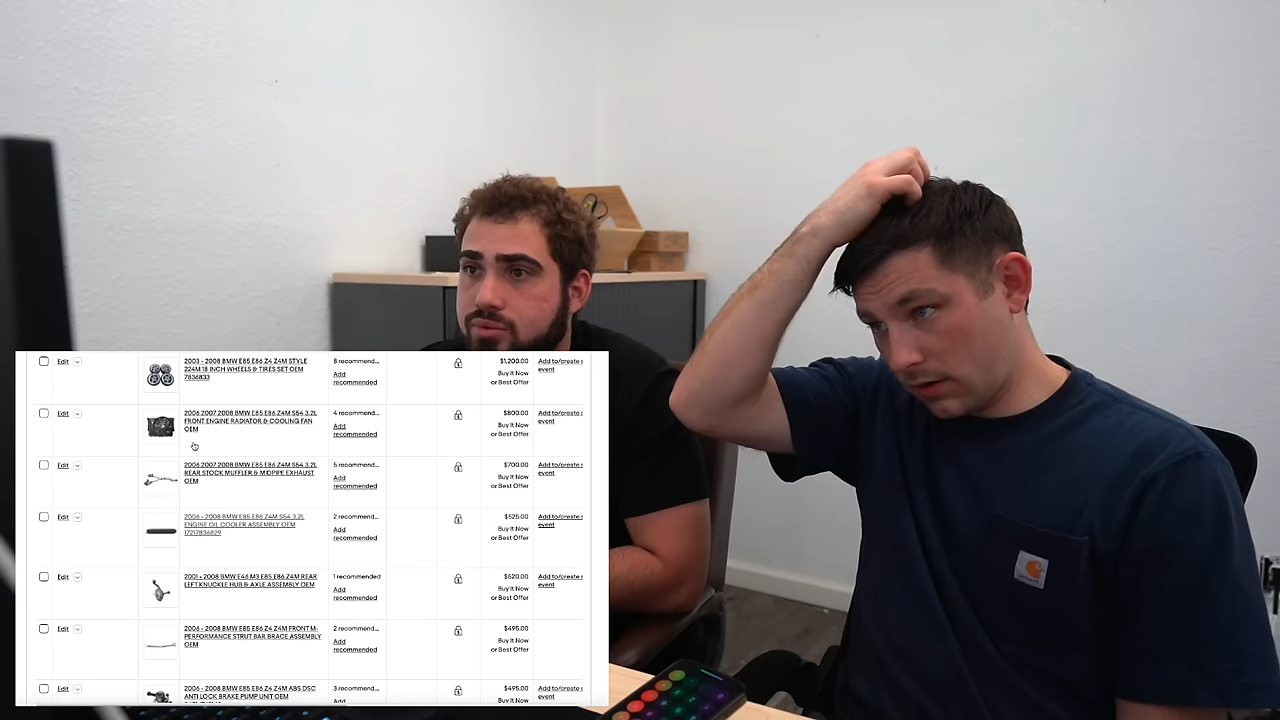 Edit
2003 - 2008 BMW E85 E86 Z4 Z4M STYLE
224M 18 INCH WHEELS & TIRES SET OEM
7836833
8 recommend...
Add
recommended
$1,200.00
Buy It Now
or Best Offer
Add to/create s
event
Edit
2006 2007 2008 BMW E85 E86 Z4M S54 3.2L
FRONT ENGINE RADIATOR & COOLING FAN
OEM
4 recommend...
Add
recommended
$800.00
Buy It Now
or Best Offer
Add to/create s
event
Edit
2006 2007 2008 BMW E85 E86 Z4M S54 3.2L
REAR STOCK MUFFLER & MIDPIPE EXHAUST
OEM
5 recommend...
Add
recommended
$700.00
Buy It Now
or Best Offer
Add to/create s
event
Edit
2006 - 2008 BMW E85 E86 Z4M S54 3.2L
ENGINE OIL COOLER ASSEMBLY OEM
17217836829
2 recommend...
Add
recommended
$525.00
Buy It Now
or Best Offer
Add to/create s
event
Edit
2001 - 2008 BMW E46 M3 E85 E86 Z4M REAR
LEFT KNUCKLE HUB & AXLE ASSEMBLY OEM
1 recommended
Add
recommended
$520.00
Buy It Now
or Best Offer
Add to/create s
event
Edit
2006 - 2008 BMW E85 E86 Z4 Z4M FRONT M-
PERFORMANCE STRUT BAR BRACE ASSEMBLY
OEM
2 recommend...
Add
recommended
$495.00
Buy It Now
or Best Offer
Add to/create s
event
Edit
2006 - 2008 BMW E85 E86 Z4 Z4M ABS DSC
ANTI LOCK BRAKE PUMP UNIT OEM
3 recommend...
Add
$495.00
Buy It Now
Add to/create s
event